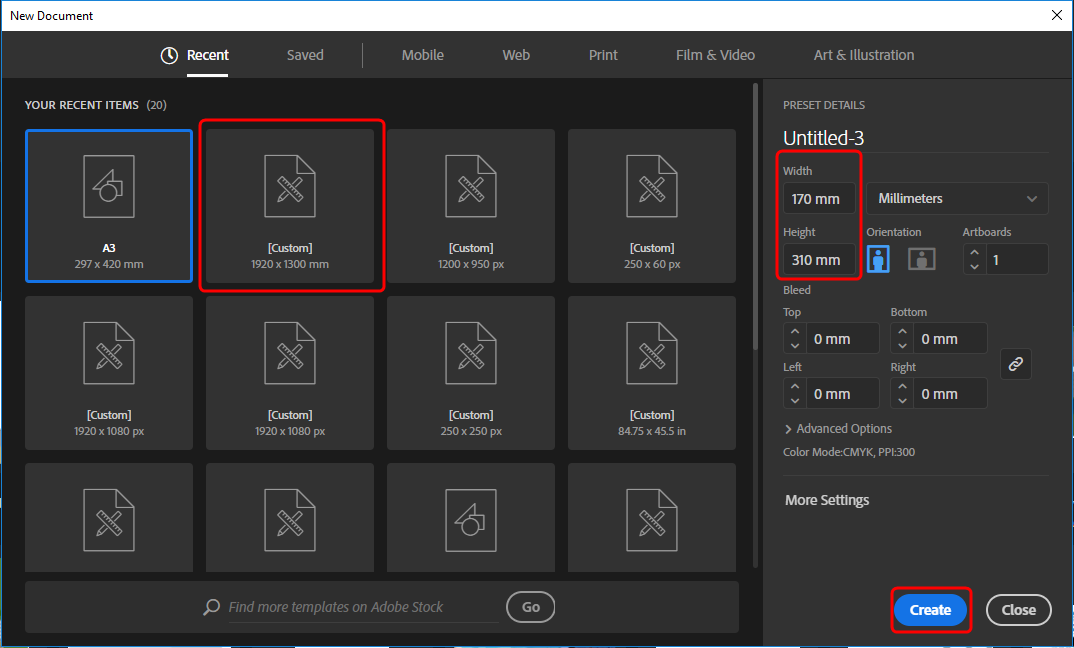 New Document
Recent Saved Mobile Web Print Film & Video Art & Illustration
YOUR RECENT ITEMS (20)
A3
297 x 420 mm
[Custom]
1920 x 1300 mm
[Custom]
1200 x 950 px
[Custom]
250 x 60 px
[Custom]
1920 x 1080 px
[Custom]
1920 x 1080 px
[Custom]
250 x 250 px
[Custom]
84.75 x 45.5 in
Find more templates on Adobe Stock
Go
PRESET DETAILS
Untitled-3
Width
170 mm Millimeters
Height Orientation Artboards
310 mm 1
Bleed
Top Bottom
0 mm 0 mm
Left Right
0 mm 0 mm
Advanced Options
Color Mode:CMYK, PPI:300
More Settings
Create Close